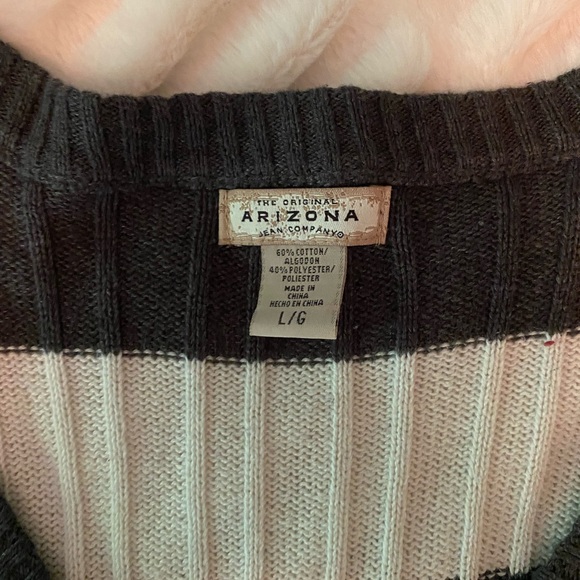 THE ORIGINAL
ARIZONA
JEAN COMPANY®
60% COTTON/
ALGODON
40% POLYESTER/
POLIESTER
MADE IN
CHINA
HECHO EN CHINA
L/G